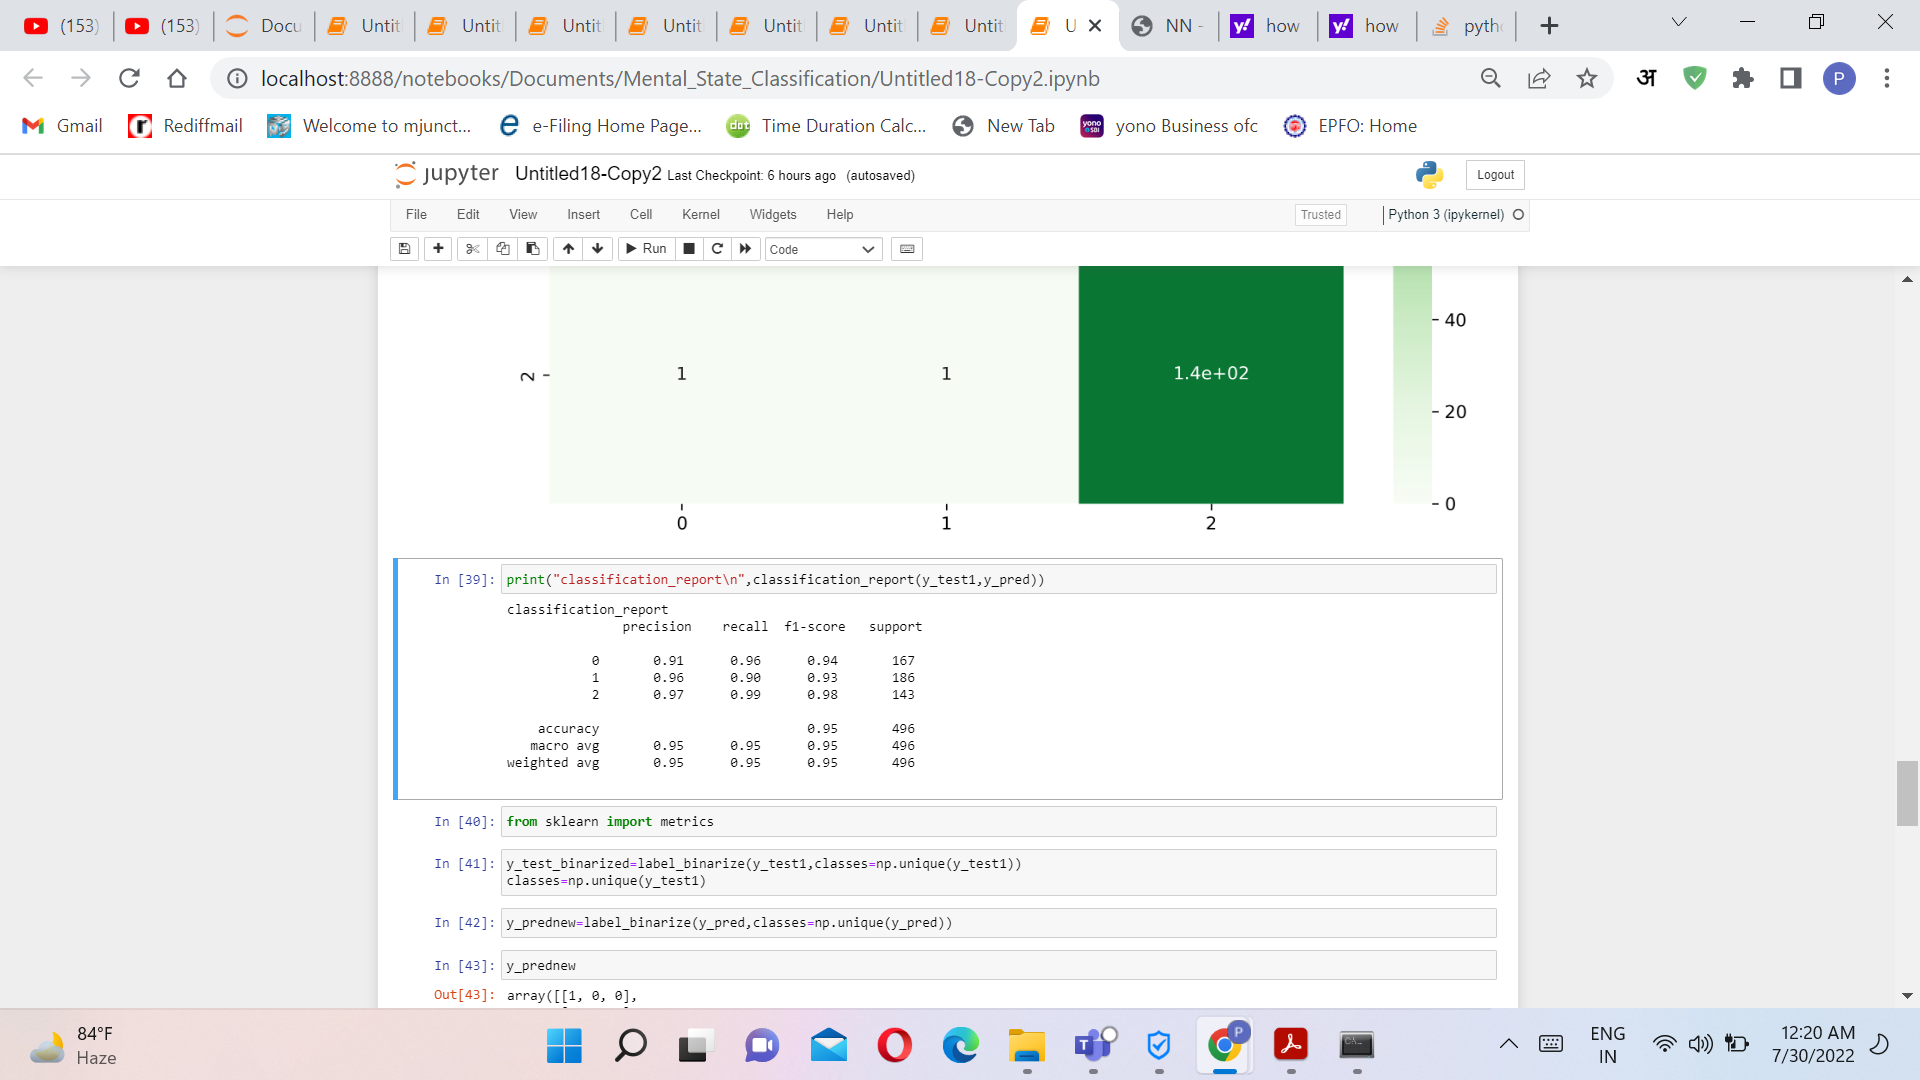 (153) (153) Docu Untit Untit Untit Untit Untit Untit Untit U NN - how how pytho
localhost:8888/notebooks/Documents/Mental_State_Classification/Untitled18-Copy2.ipynb अ P
Gmail Rediffmail Welcome to mjunct... e-Filing Home Page... Time Duration Calc... New Tab yono Business ofc EPFO: Home
jupyter Untitled18-Copy2 Last Checkpoint: 6 hours ago (autosaved) Logout
File Edit View Insert Cell Kernel Widgets Help Trusted Python 3 (ipykernel)
Run Code
40
2 1 1 1.4e+02
20
0
0 1 2
In [39]: print("classification_report\n",classification_report(y_test1,y_pred))
classification_report
precision recall f1-score support
0 0.91 0.96 0.94 167
1 0.96 0.90 0.93 186
2 0.97 0.99 0.98 143
accuracy 0.95 496
macro avg 0.95 0.95 0.95 496
weighted avg 0.95 0.95 0.95 496
In [40]: from sklearn import metrics
In [41]: y_test_binarized=label_binarize(y_test1,classes=np.unique(y_test1))
classes=np.unique(y_test1)
In [42]: y_prednew=label_binarize(y_pred,classes=np.unique(y_pred))
In [43]: y_prednew
Out[43]: array([[1, 0, 0],
84°F
Haze
ENG
IN
12:20 AM
7/30/2022